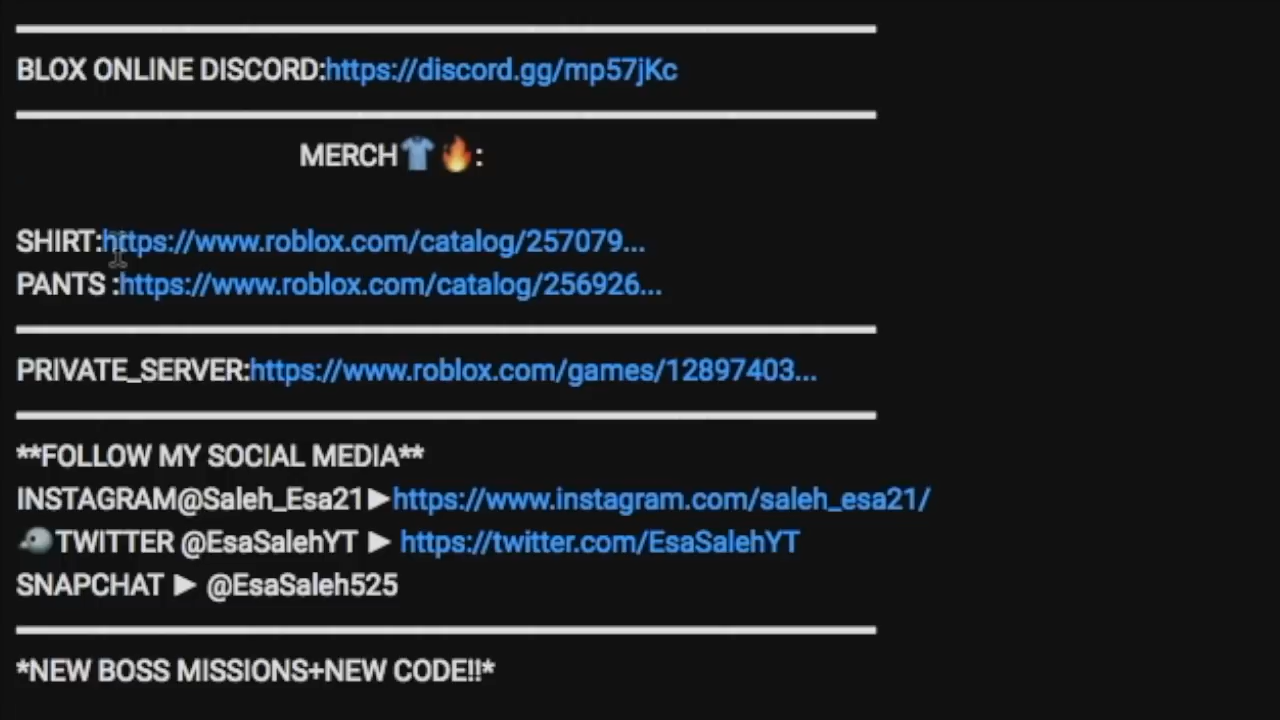 BLOX ONLINE DISCORD:https://discord.gg/mp57jKc
MERCH👕🔥:
SHIRT:https://www.roblox.com/catalog/257079...
PANTS :https://www.roblox.com/catalog/256926...
PRIVATE_SERVER:https://www.roblox.com/games/12897403...
**FOLLOW MY SOCIAL MEDIA**
INSTAGRAM@Saleh_Esa21►https://www.instagram.com/saleh_esa21/
🐦TWITTER @EsaSalehYT ► https://twitter.com/EsaSalehYT
SNAPCHAT ► @EsaSaleh525
*NEW BOSS MISSIONS+NEW CODE!!*